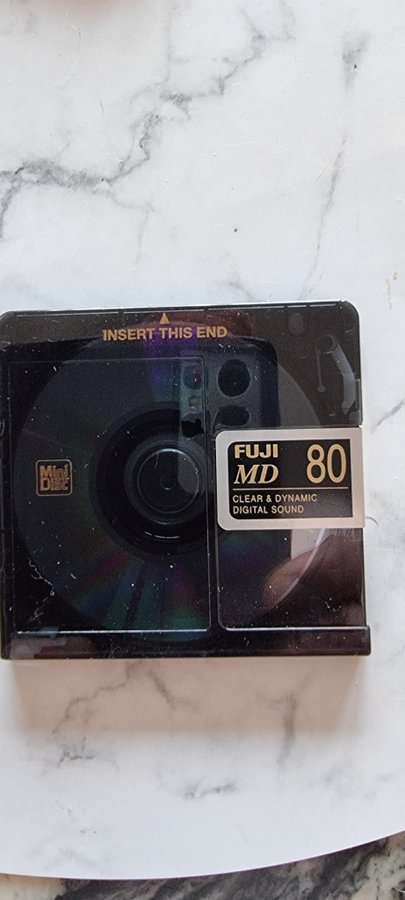 INSERT THIS END
FUJI
MD 80
CLEAR & DYNAMIC
DIGITAL SOUND
Mini
Disc